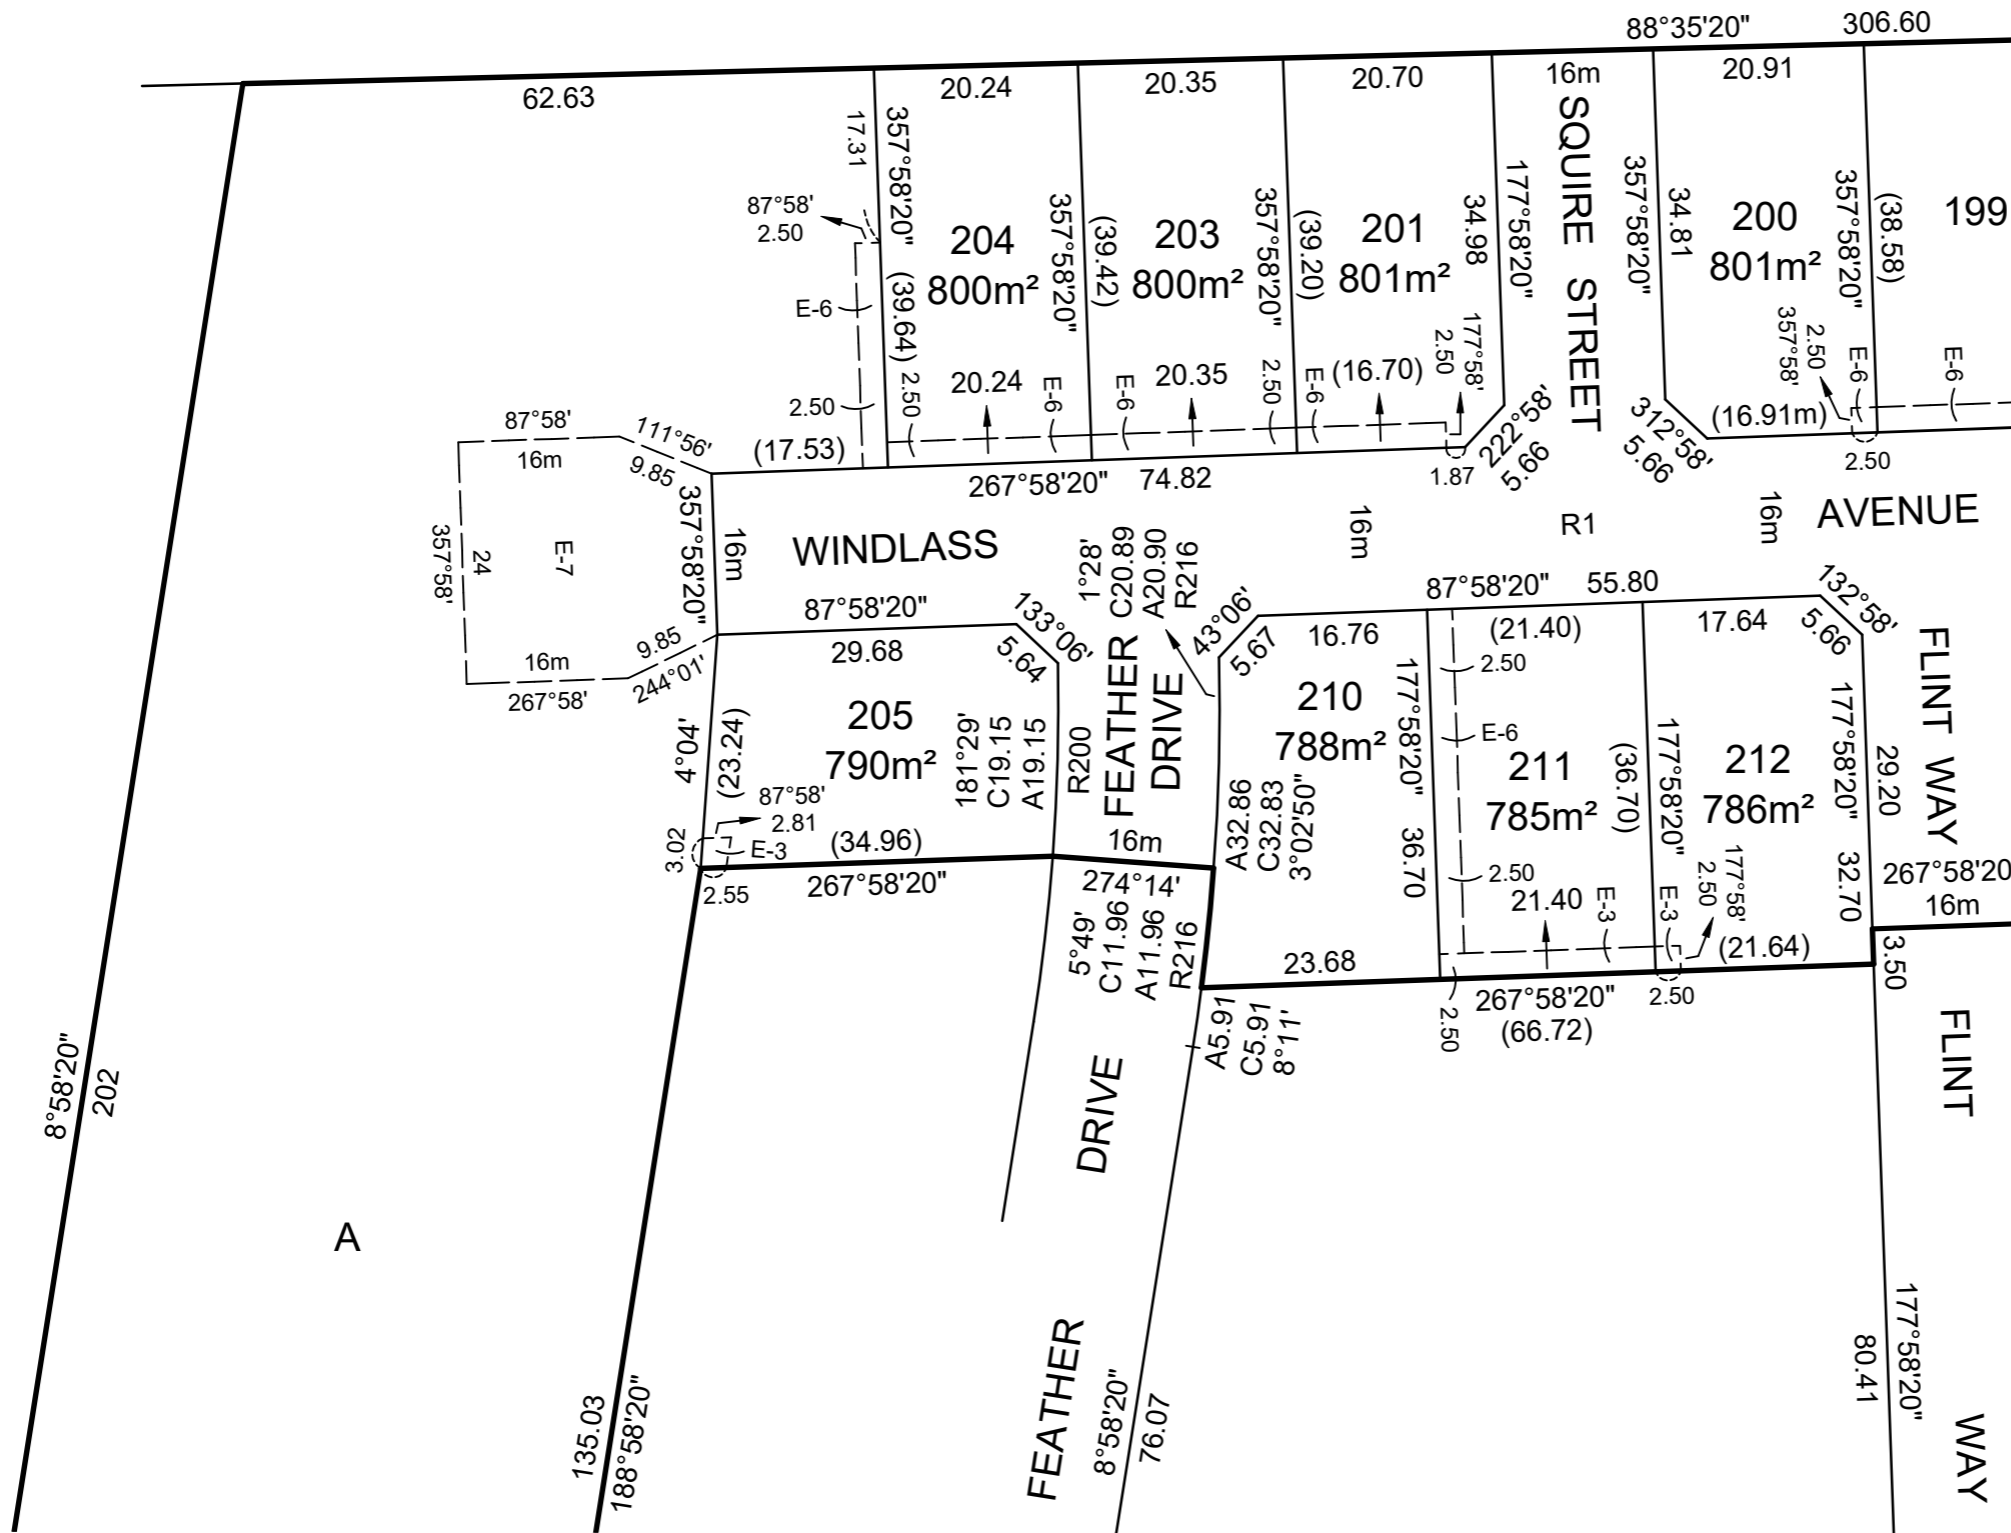 88°35'20" 306.60
62.63
20.24
20.35
20.70
16m
20.91
17.31
357°58'20"
(39.64)
87°58'
2.50
E-6
2.50
204
800m²
357°58'20"
(39.42)
203
800m²
357°58'20"
(39.20)
201
801m²
34.98
177°58'20"
SQUIRE STREET
357°58'20"
34.81
200
801m²
357°58'20"
(38.58)
199
2.50
20.24
E-6
E-6
20.35
2.50
E-6
(16.70)
2.50
177°58'
357°58'
2.50
E-6
E-6
(16.91m)
2.50
222°58'
5.66
312°58'
5.66
1.87
87°58'
16m
111°56'
9.85
(17.53)
267°58'20" 74.82
357°58'
24
E-7
357°58'20"
16m
WINDLASS
16m
R1
16m
AVENUE
16m
267°58'
9.85
244°01'
87°58'20"
29.68
133°06'
5.64
1°28'
C20.89
A20.90
R216
43°06'
5.67
87°58'20" 55.80
16.76
(21.40)
17.64
132°58'
5.66
4°04'
(23.24)
205
790m²
181°29'
C19.15
A19.15
R200
FEATHER
DRIVE
210
788m²
177°58'20"
36.70
2.50
E-6
2.50
211
785m²
(36.70)
177°58'20"
212
786m²
177°58'20"
32.70
29.20
FLINT WAY
87°58'
2.81
3.02
E-3
(34.96)
2.55
267°58'20"
16m
274°14'
A32.86
C32.83
3°02'50"
21.40
E-3
E-3
2.50
177°58'
(21.64)
267°58'20
16m
3.50
23.68
2.50
267°58'20"
(66.72)
2.50
5°49'
C11.96
A11.96
R216
A5.91
C5.91
8°11'
8°58'20"
202
A
135.03
188°58'20"
FEATHER DRIVE
8°58'20"
76.07
FLINT WAY
177°58'20"
80.41